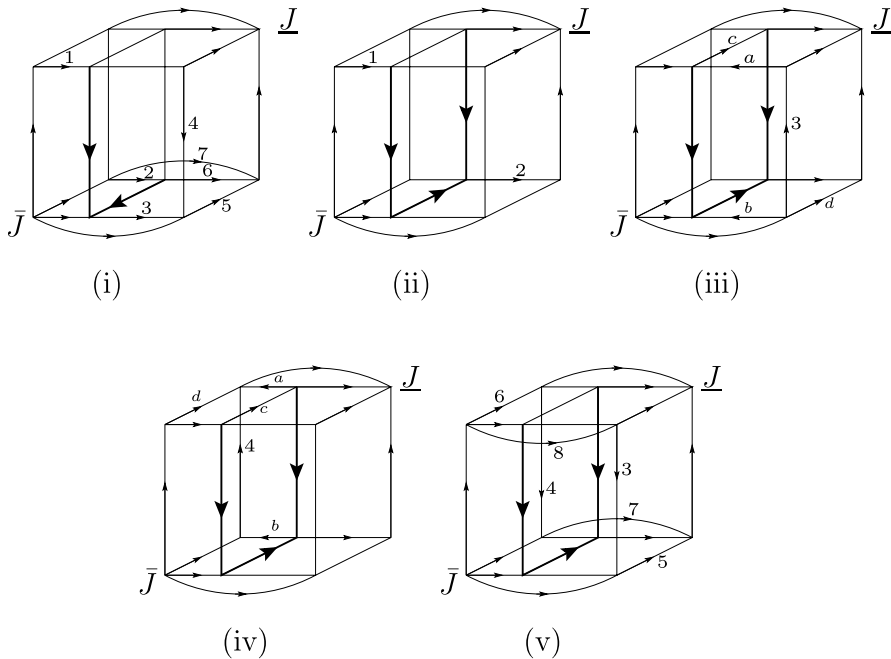 J J J
1 1 c a
4 3
7
2 6 2
J̄ 3 5 J̄ J̄ b d
(i) (ii) (iii)
a J J
d c 6
4 8 3
4
b 7
J̄ J̄ 5
(iv) (v)